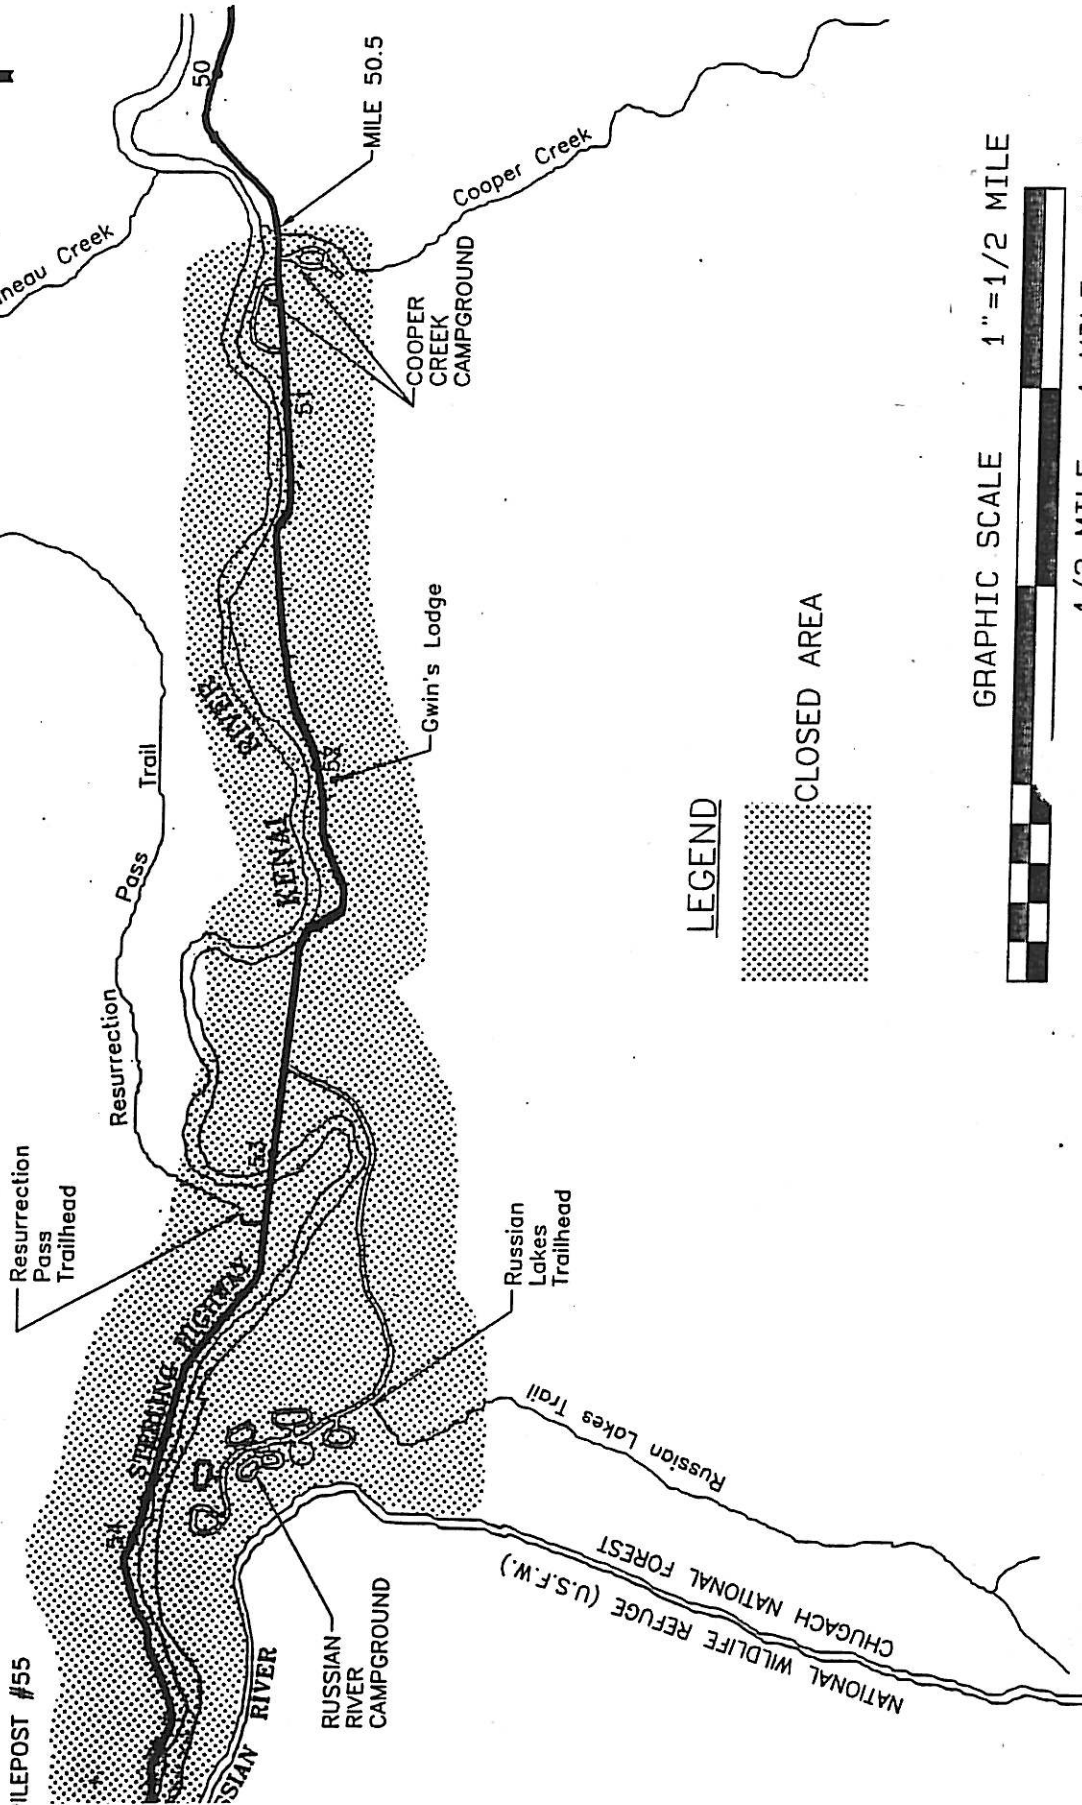 ILEPOST #55
RUSSIAN
RIVER
CAMPGROUND
RIVER
54
STERLING HIGHWAY
Resurrection
Pass
Trailhead
Russian
Lakes
Trailhead
Russian Lakes Trail
CHUGACH NATIONAL FOREST
NATIONAL WILDLIFE REFUGE (U.S.F.W.)
53
Resurrection Pass Trail
KENAI RIVER
52
Gwin's Lodge
51
COOPER
CREEK
CAMPGROUND
Cooper Creek
MILE 50.5
50
Creek
LEGEND
CLOSED AREA
GRAPHIC SCALE 1"=1/2 MILE